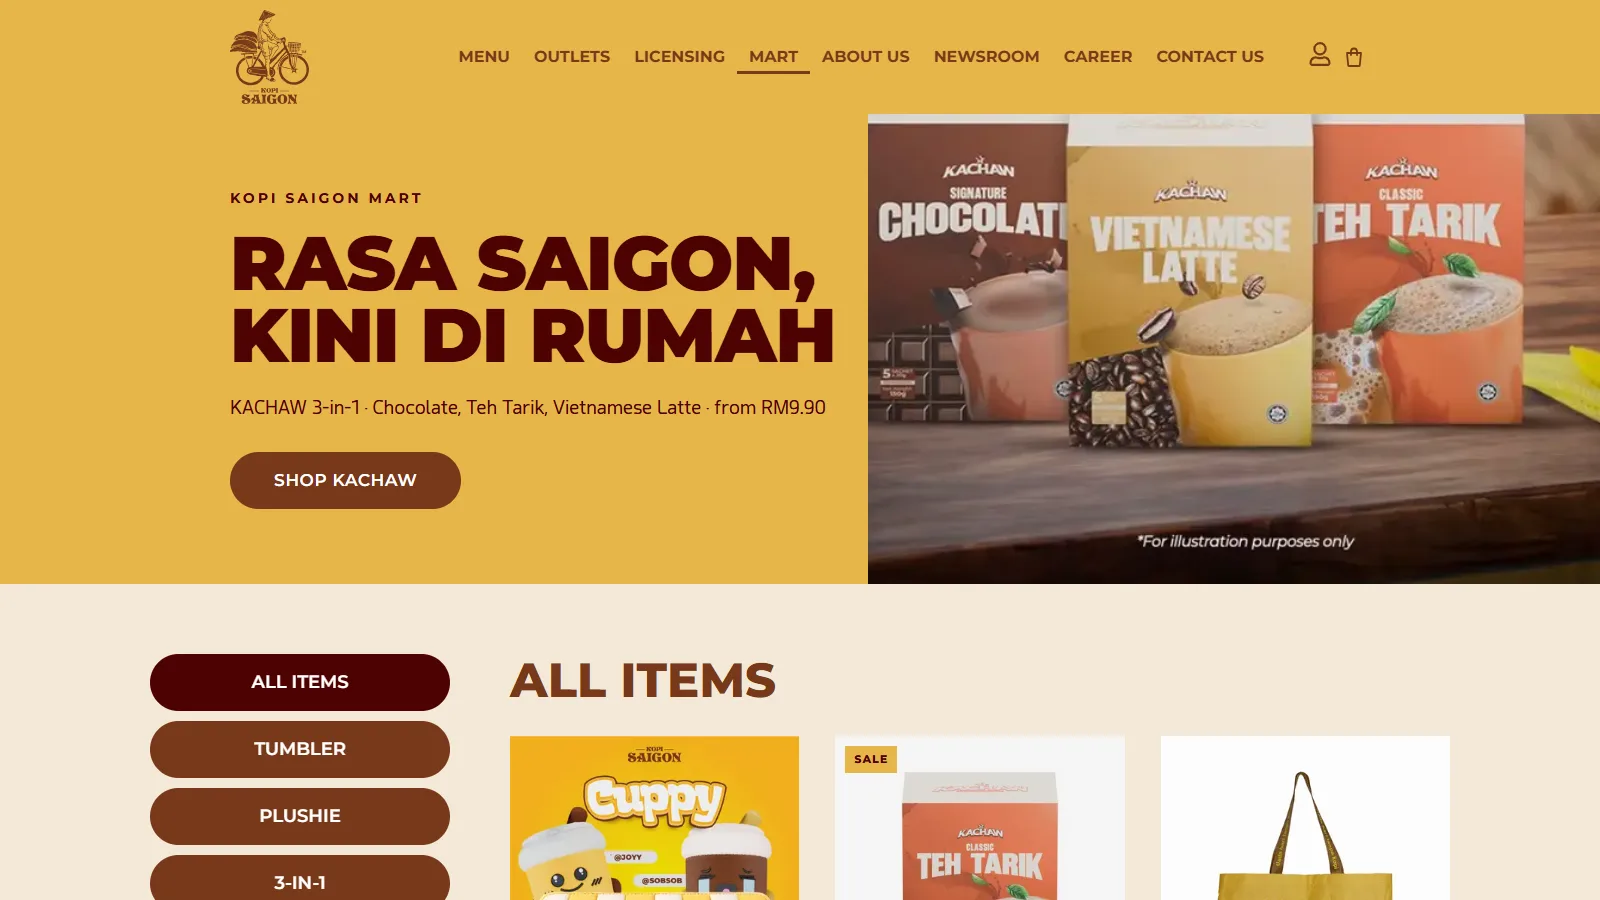 KOPI
SAIGON
MENU OUTLETS LICENSING MART ABOUT US NEWSROOM CAREER CONTACT US
KOPI SAIGON MART
RASA SAIGON,
KINI DI RUMAH
KACHAW 3-in-1 · Chocolate, Teh Tarik, Vietnamese Latte · from RM9.90
SHOP KACHAW
KACHAW
SIGNATURE
CHOCOLAT
KACHAW
VIETNAMESE
LATTE
KACHAW
CLASSIC
TEH TARIK
*For illustration purposes only
ALL ITEMS
TUMBLER
PLUSHIE
3-IN-1
ALL ITEMS
KOPI
SAIGON
Cuppy
@JOYY
@SOBSOB
SALE
KACHAW
CLASSIC
TEH TARIK